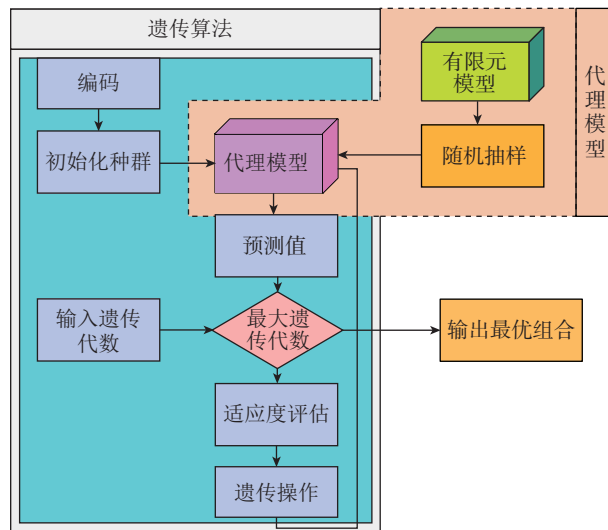 遗传算法
编码
初始化种群
代理模型
有限元
模型
随机抽样
代理模型
预测值
输入遗传
代数
最大遗传
代数
输出最优组合
适应度评估
遗传操作